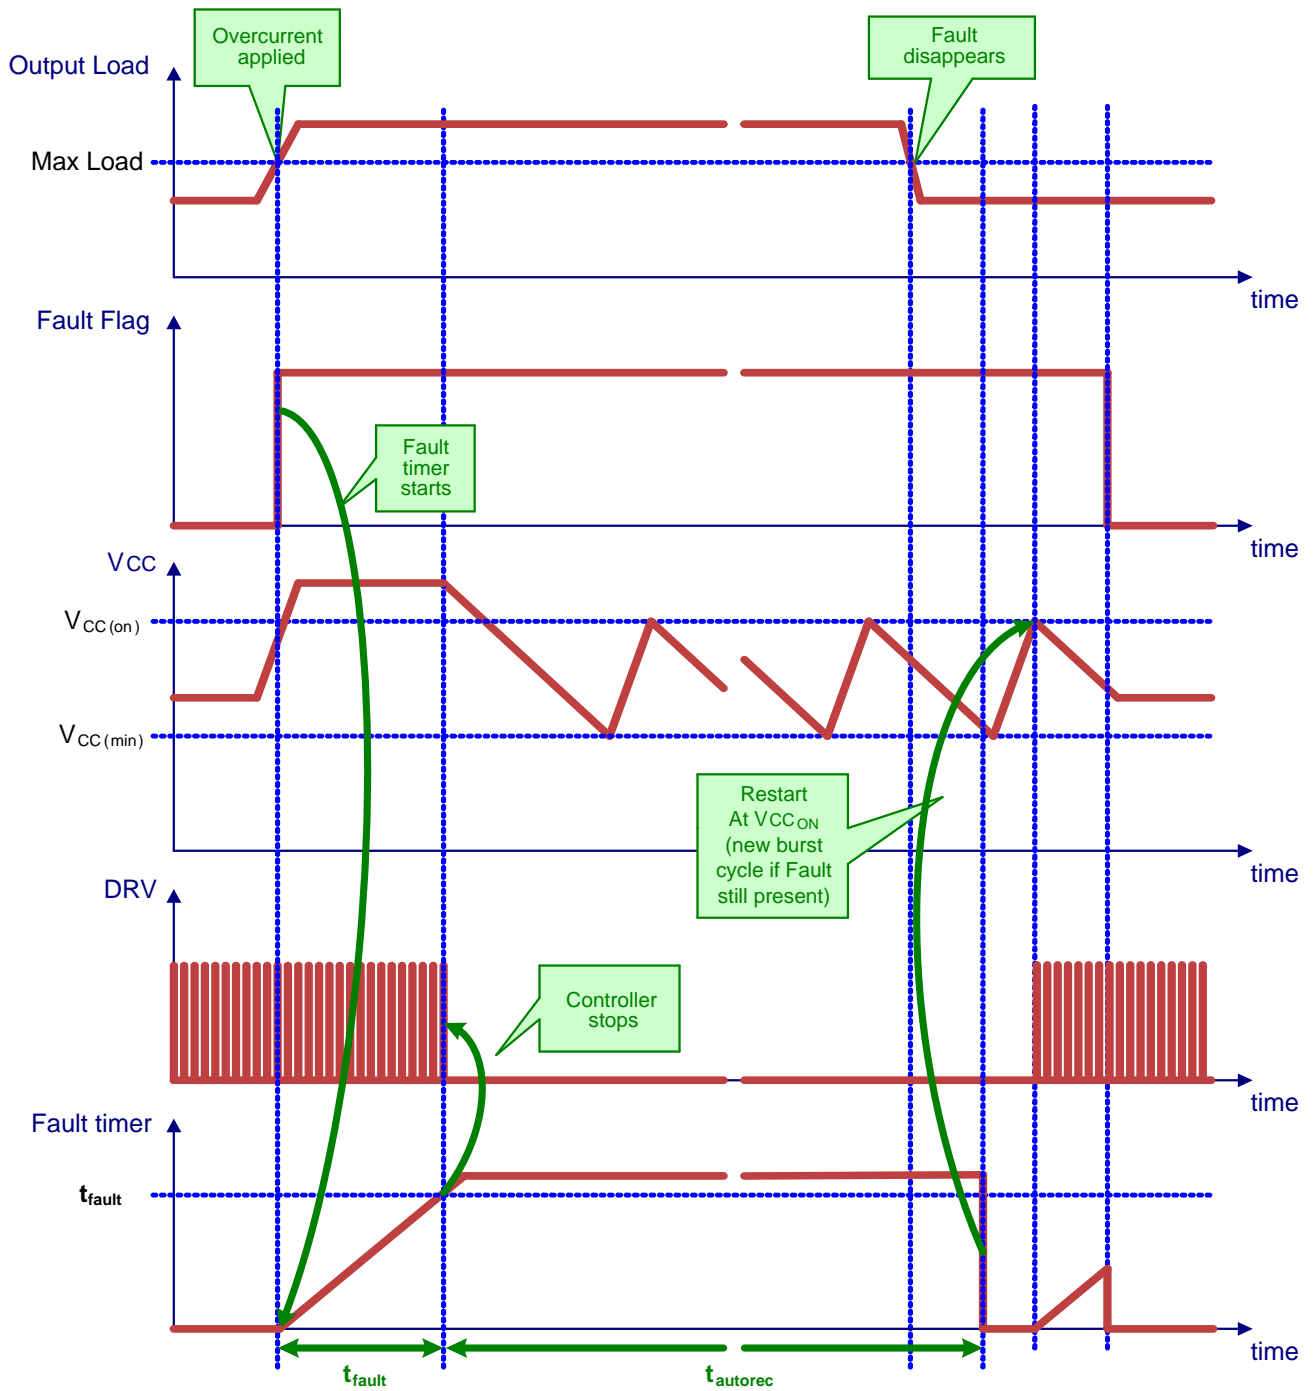 Overcurrent
applied
Fault
disappears
Output Load
Max Load
time
Fault Flag
Fault
timer
starts
time
VCC
VCC(on)
VCC(min)
Restart
At VCCON
(new burst
cycle if Fault
still present)
time
DRV
Controller
stops
time
Fault timer
tfault
time
tfault
tautorec